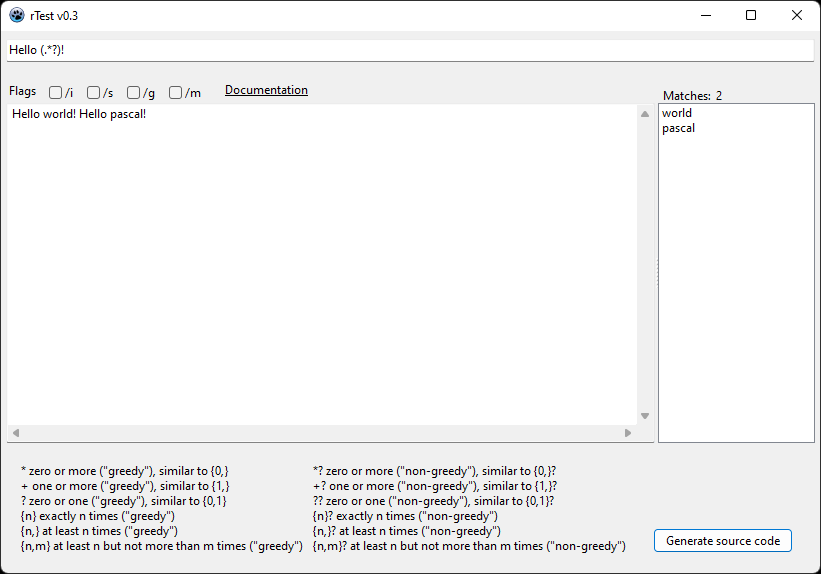 rTest v0.3
Hello (.*?)!
Flags /i /s /g /m Documentation
Matches: 2
Hello world! Hello pascal!
world
pascal
* zero or more ("greedy"), similar to {0,}
+ one or more ("greedy"), similar to {1,}
? zero or one ("greedy"), similar to {0,1}
{n} exactly n times ("greedy")
{n,} at least n times ("greedy")
{n,m} at least n but not more than m times ("greedy")
*? zero or more ("non-greedy"), similar to {0,}?
+? one or more ("non-greedy"), similar to {1,}?
?? zero or one ("non-greedy"), similar to {0,1}?
{n}? exactly n times ("non-greedy")
{n,}? at least n times ("non-greedy")
{n,m}? at least n but not more than m times ("non-greedy")
Generate source code